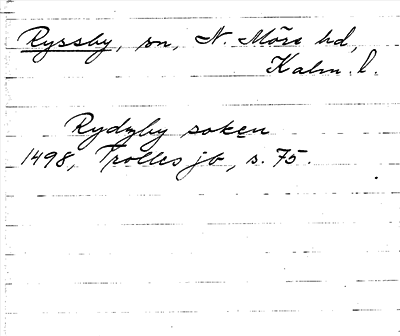 Ryssby, sn, N. Möre hd,
Kalm. l.
Rydzby soken
1498, Trolles jb, s. 75.